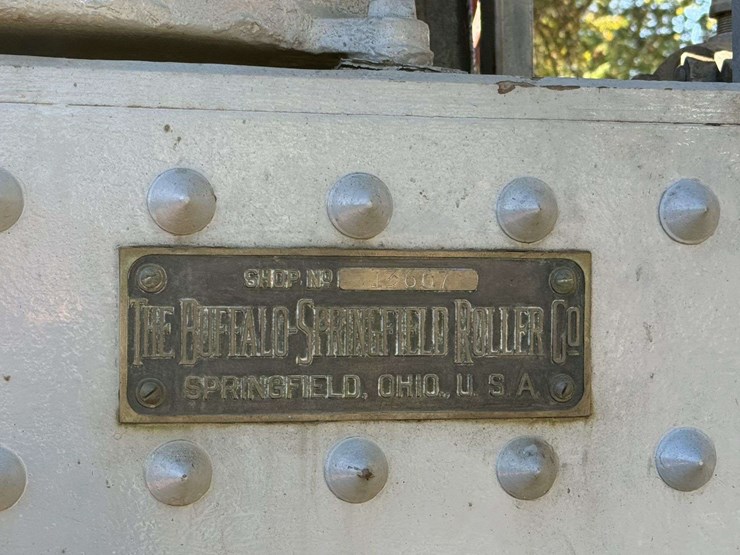 SHOP Nº
THE BUFFALO-SPRINGFIELD ROLLER CO
SPRINGFIELD, OHIO, U. S. A.